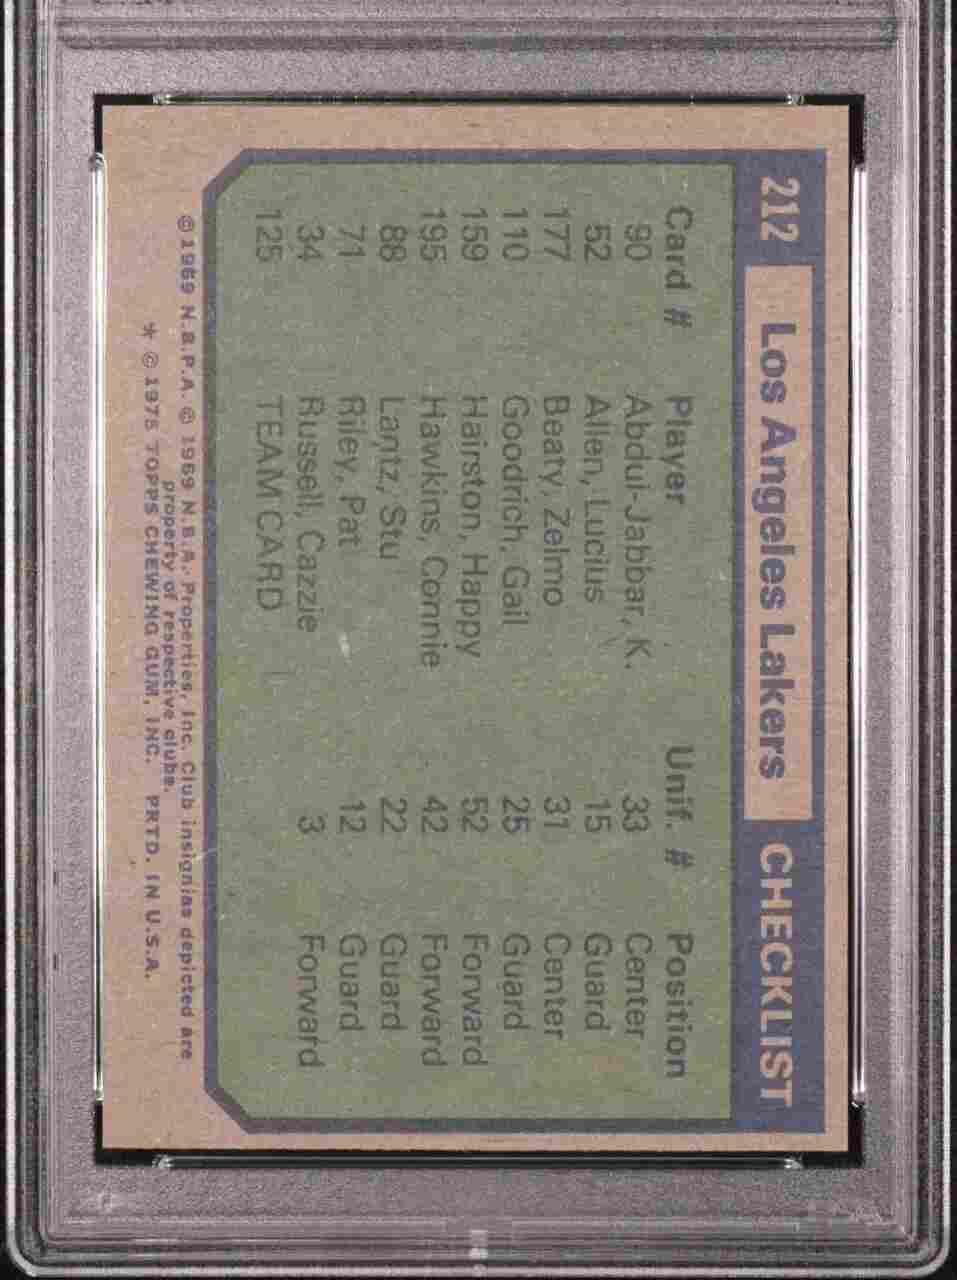 212 Los Angeles Lakers CHECKLIST
Card # Player Unif. # Position
90 Abdul-Jabbar, K. 33 Center
52 Allen, Lucius 15 Guard
177 Beaty, Zelmo 31 Center
110 Goodrich, Gail 25 Guard
159 Hairston, Happy 52 Forward
195 Hawkins, Connie 42 Forward
88 Lantz, Stu 22 Guard
71 Riley, Pat 12 Guard
34 Russell, Cazzie 3 Forward
125 TEAM CARD
©1969 N.B.P.A. © 1969 N.B.A. Properties, Inc. Club insignias depicted are
property of respective clubs.
* ©1975 TOPPS CHEWING GUM, INC. PRTD. IN U.S.A.